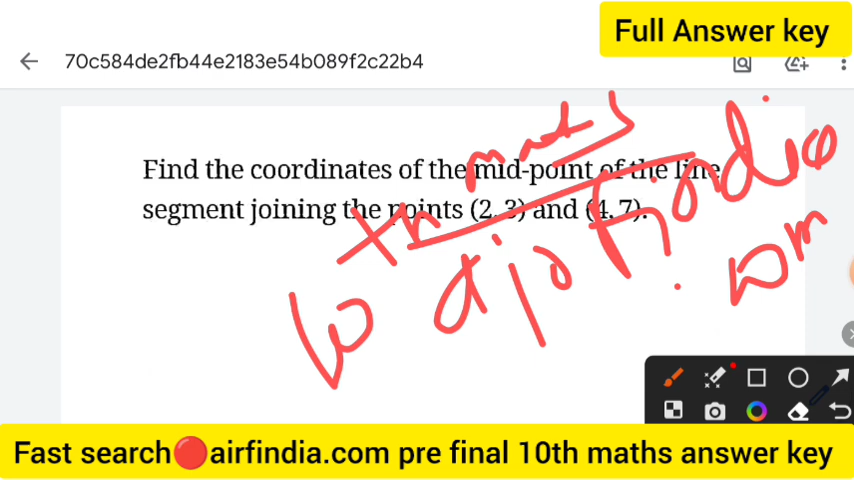 Full Answer key
70c584de2fb44e2183e54b089f2c22b4
Find the coordinates of the mid-point of the line
segment joining the points (2, 3) and (4, 7).
maths
Fast search🔴airfindia.com pre final 10th maths answer key